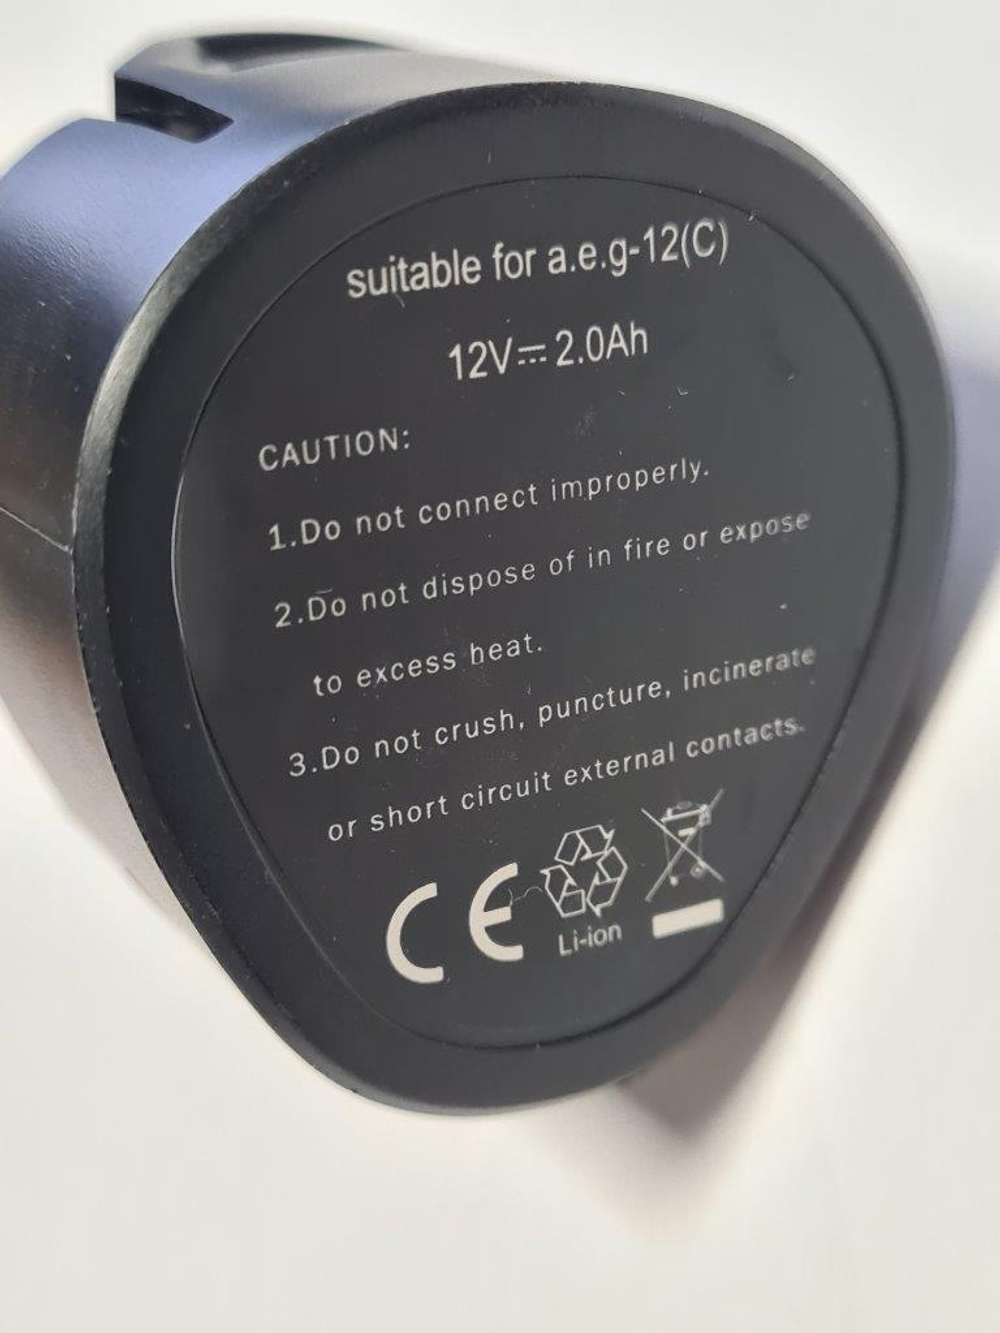 suitable for a.e.g-12(C)
12V⎓2.0Ah
CAUTION:
1.Do not connect improperly.
2.Do not dispose of in fire or expose
to excess heat.
3.Do not crush, puncture, incinerate
or short circuit external contacts.
CE
Li-ion